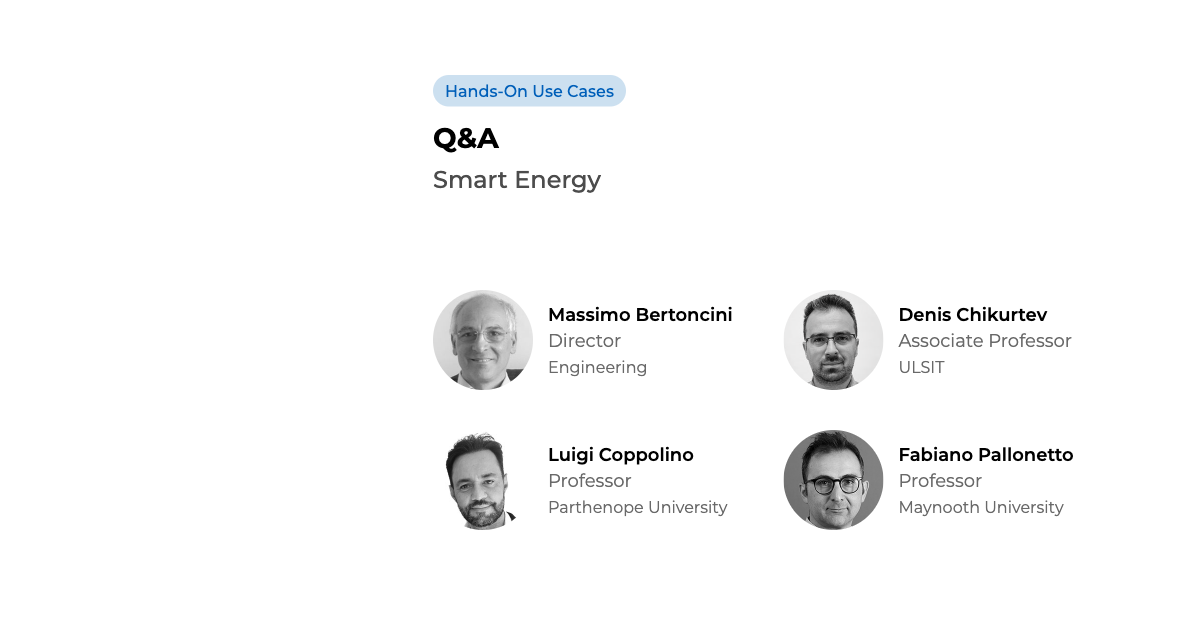 Hands-On Use Cases
Q&A
Smart Energy
Massimo Bertoncini
Director
Engineering
Denis Chikurtev
Associate Professor
ULSIT
Luigi Coppolino
Professor
Parthenope University
Fabiano Pallonetto
Professor
Maynooth University